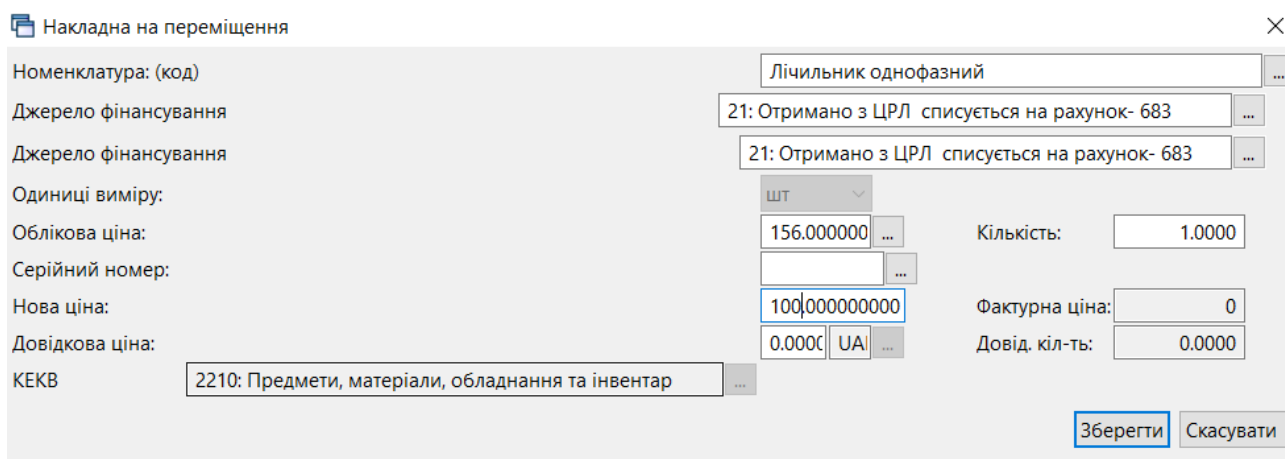 Накладна на переміщення
Номенклатура: (код) Лічильник однофазний ...
Джерело фінансування 21: Отримано з ЦРЛ списується на рахунок- 683 ...
Джерело фінансування 21: Отримано з ЦРЛ списується на рахунок- 683 ...
Одиниці виміру: шт
Облікова ціна: 156.000000 ... Кількість: 1.0000
Серійний номер: ...
Нова ціна: 100.000000000 Фактурна ціна: 0
Довідкова ціна: 0.0000 UAI ... Довід. кіл-ть: 0.0000
КЕКВ 2210: Предмети, матеріали, обладнання та інвентар ...
Зберегти Скасувати